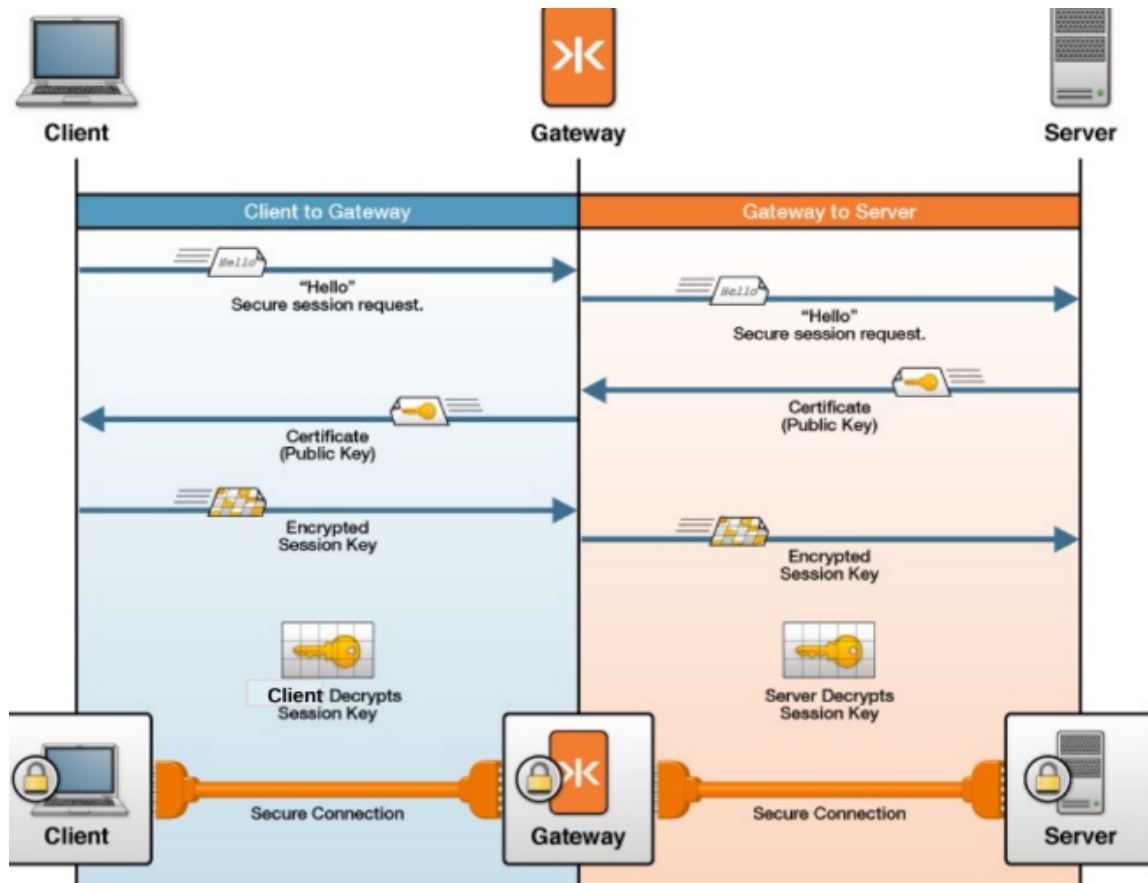 Client
Gateway
Server
Client to Gateway
Gateway to Server
Hello
"Hello"
Secure session request.
Hello
"Hello"
Secure session request.
Certificate
(Public Key)
Certificate
(Public Key)
Encrypted
Session Key
Encrypted
Session Key
Client Decrypts
Session Key
Server Decrypts
Session Key
Secure Connection
Secure Connection
Client
Gateway
Server